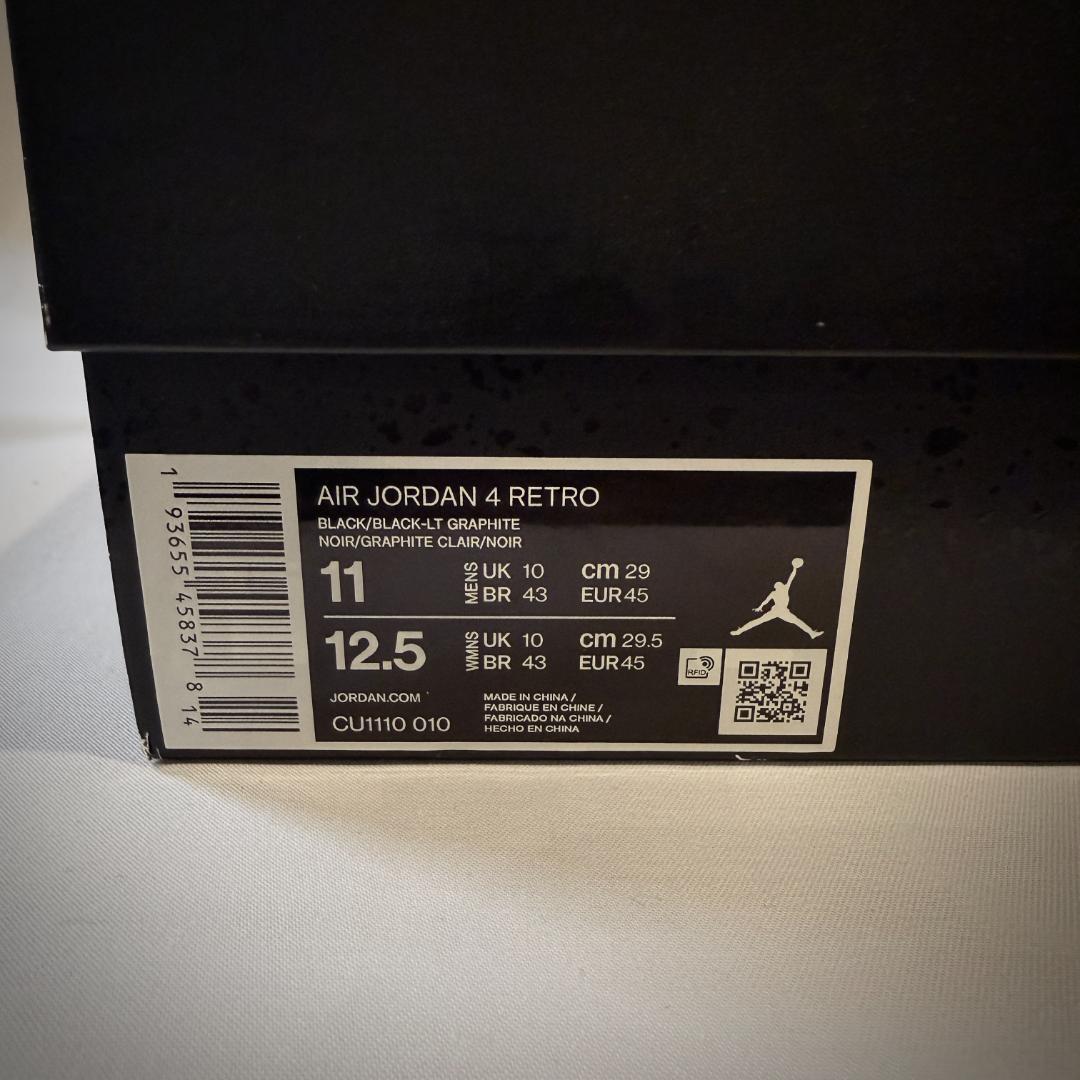 1 93655 45837 8 14
AIR JORDAN 4 RETRO
BLACK/BLACK-LT GRAPHITE
NOIR/GRAPHITE CLAIR/NOIR
11 MENS UK 10 cm 29
BR 43 EUR 45
12.5 WMNS UK 10 cm 29.5
BR 43 EUR 45
JORDAN.COM
CU1110 010
MADE IN CHINA /
FABRIQUE EN CHINE /
FABRICADO NA CHINA /
HECHO EN CHINA
RFID